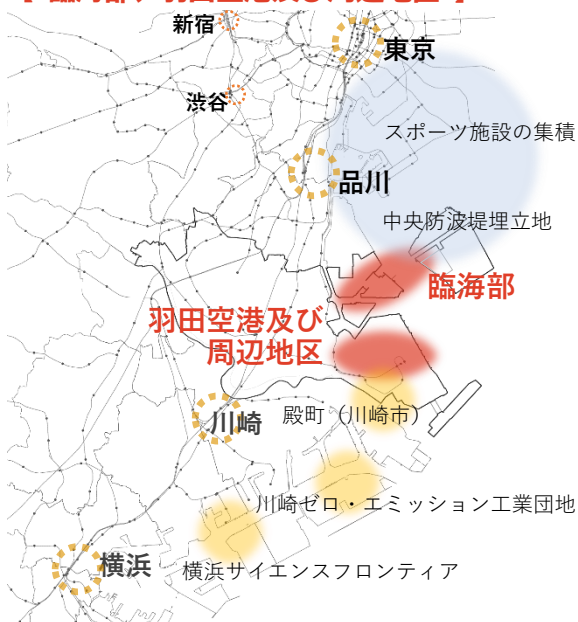 新宿
東京
渋谷
スポーツ施設の集積
品川
中央防波堤埋立地
臨海部
羽田空港及び
周辺地区
殿町（川崎市）
川崎
川崎ゼロ・エミッション工業団地
横浜
横浜サイエンスフロンティア